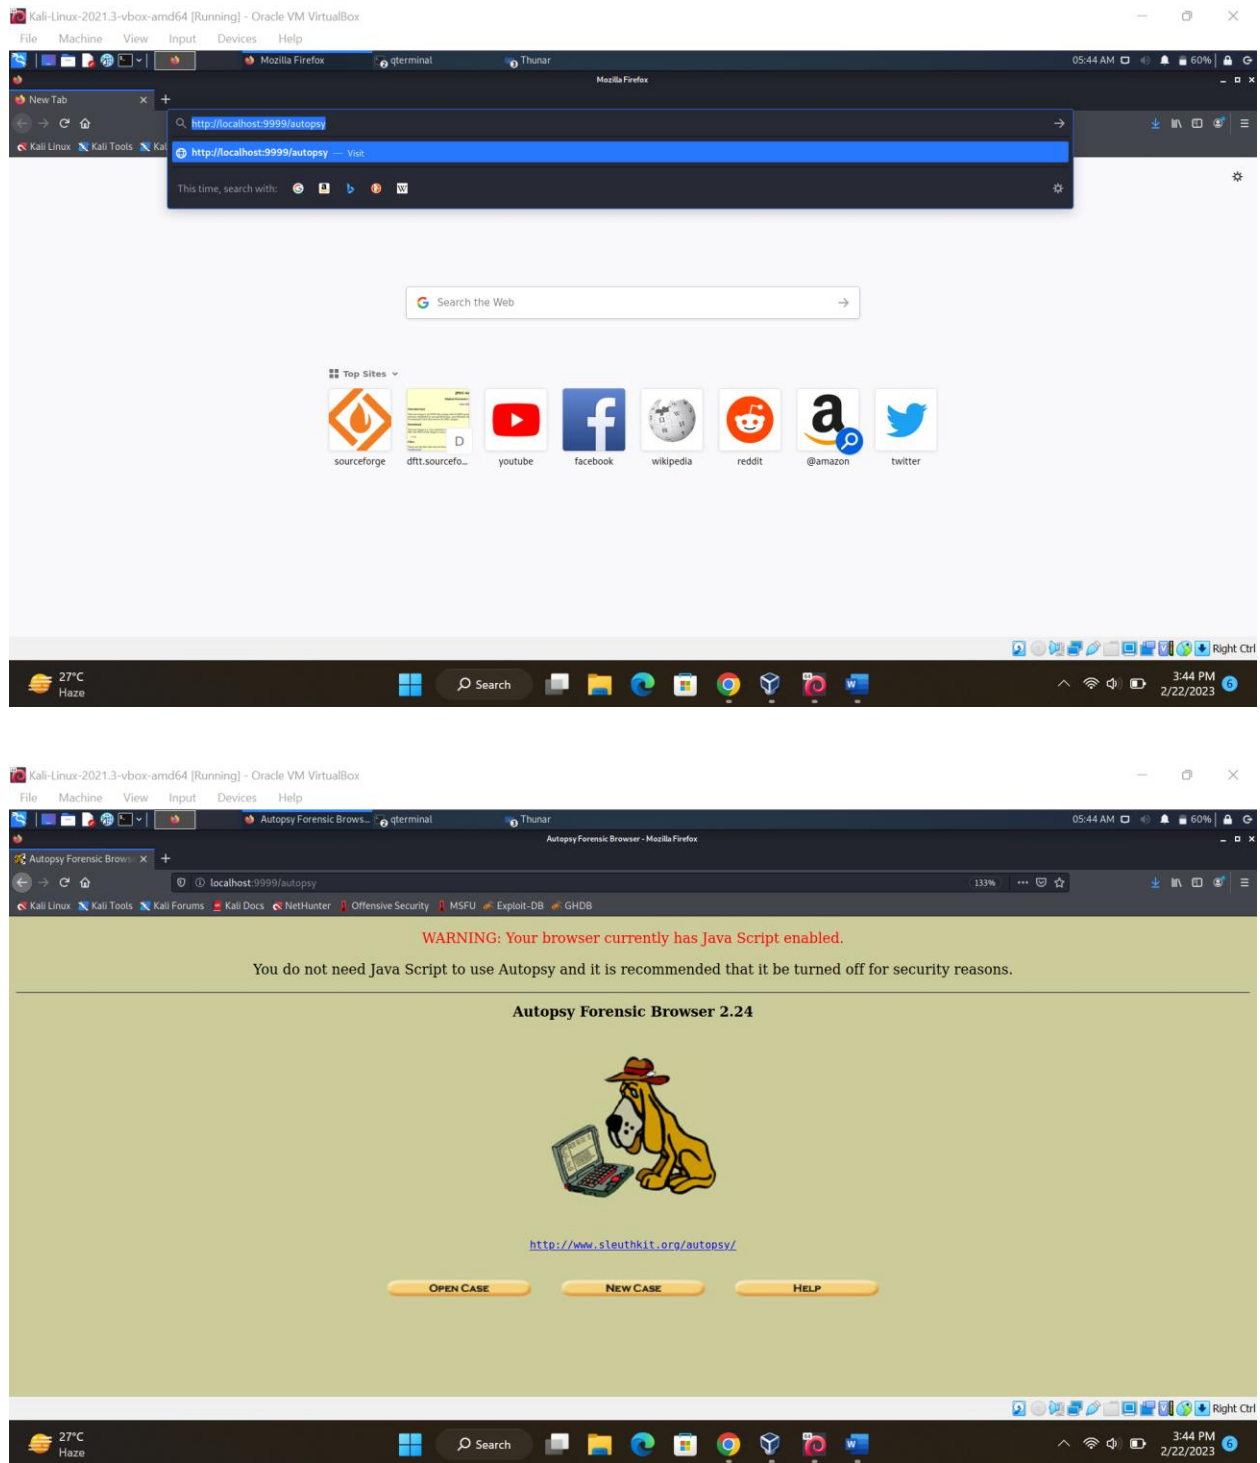 Kali-Linux-2021.3-vbox-amd64 [Running] - Oracle VM VirtualBox
File Machine View Input Devices Help
Mozilla Firefox qterminal Thunar 05:44 AM 60%
Mozilla Firefox
New Tab
http://localhost:9999/autopsy
Kali Linux Kali Tools Kal
http://localhost:9999/autopsy — Visit
This time, search with:
Search the Web
Top Sites
D
sourceforge dftt.sourcefo... youtube facebook wikipedia reddit @amazon twitter
Right Ctrl
27°C
Haze
Search
3:44 PM
2/22/2023
6
Kali-Linux-2021.3-vbox-amd64 [Running] - Oracle VM VirtualBox
File Machine View Input Devices Help
Autopsy Forensic Brows... qterminal Thunar 05:44 AM 60%
Autopsy Forensic Browser - Mozilla Firefox
Autopsy Forensic Brows
localhost:9999/autopsy 133%
Kali Linux Kali Tools Kali Forums Kali Docs NetHunter Offensive Security MSFU Exploit-DB GHDB
WARNING: Your browser currently has Java Script enabled.
You do not need Java Script to use Autopsy and it is recommended that it be turned off for security reasons.
Autopsy Forensic Browser 2.24
http://www.sleuthkit.org/autopsy/
OPEN CASE NEW CASE HELP
Right Ctrl
27°C
Haze
Search
3:44 PM
2/22/2023
6